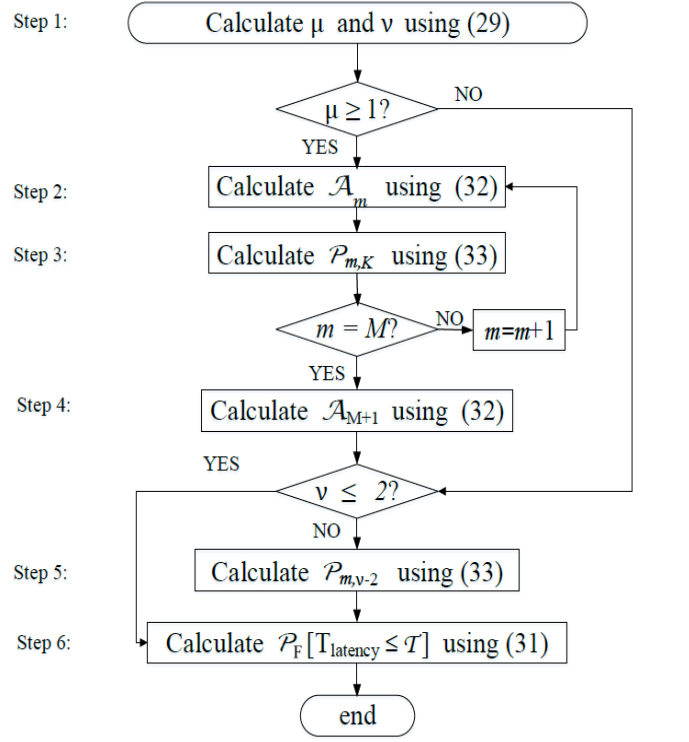 Step 1: Calculate μ and ν using (29)
μ ≥ 1?
NO
YES
Step 2: Calculate 𝒜m using (32)
Step 3: Calculate 𝒫m,K using (33)
m = M?
NO
m=m+1
YES
Step 4: Calculate 𝒜M+1 using (32)
YES
ν ≤ 2?
NO
Step 5: Calculate 𝒫m,ν-2 using (33)
Step 6: Calculate 𝒫F[Tlatency ≤ 𝒯] using (31)
end